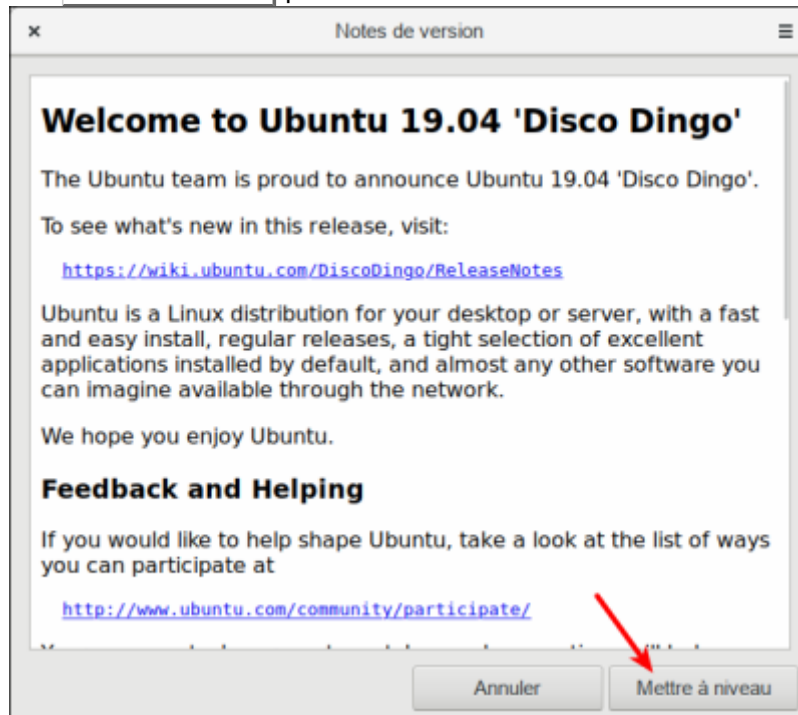 Notes de version
Welcome to Ubuntu 19.04 'Disco Dingo'
The Ubuntu team is proud to announce Ubuntu 19.04 'Disco Dingo'.
To see what's new in this release, visit:
https://wiki.ubuntu.com/DiscoDingo/ReleaseNotes
Ubuntu is a Linux distribution for your desktop or server, with a fast
and easy install, regular releases, a tight selection of excellent
applications installed by default, and almost any other software you
can imagine available through the network.
We hope you enjoy Ubuntu.
Feedback and Helping
If you would like to help shape Ubuntu, take a look at the list of ways
you can participate at
http://www.ubuntu.com/community/participate/
Annuler
Mettre à niveau